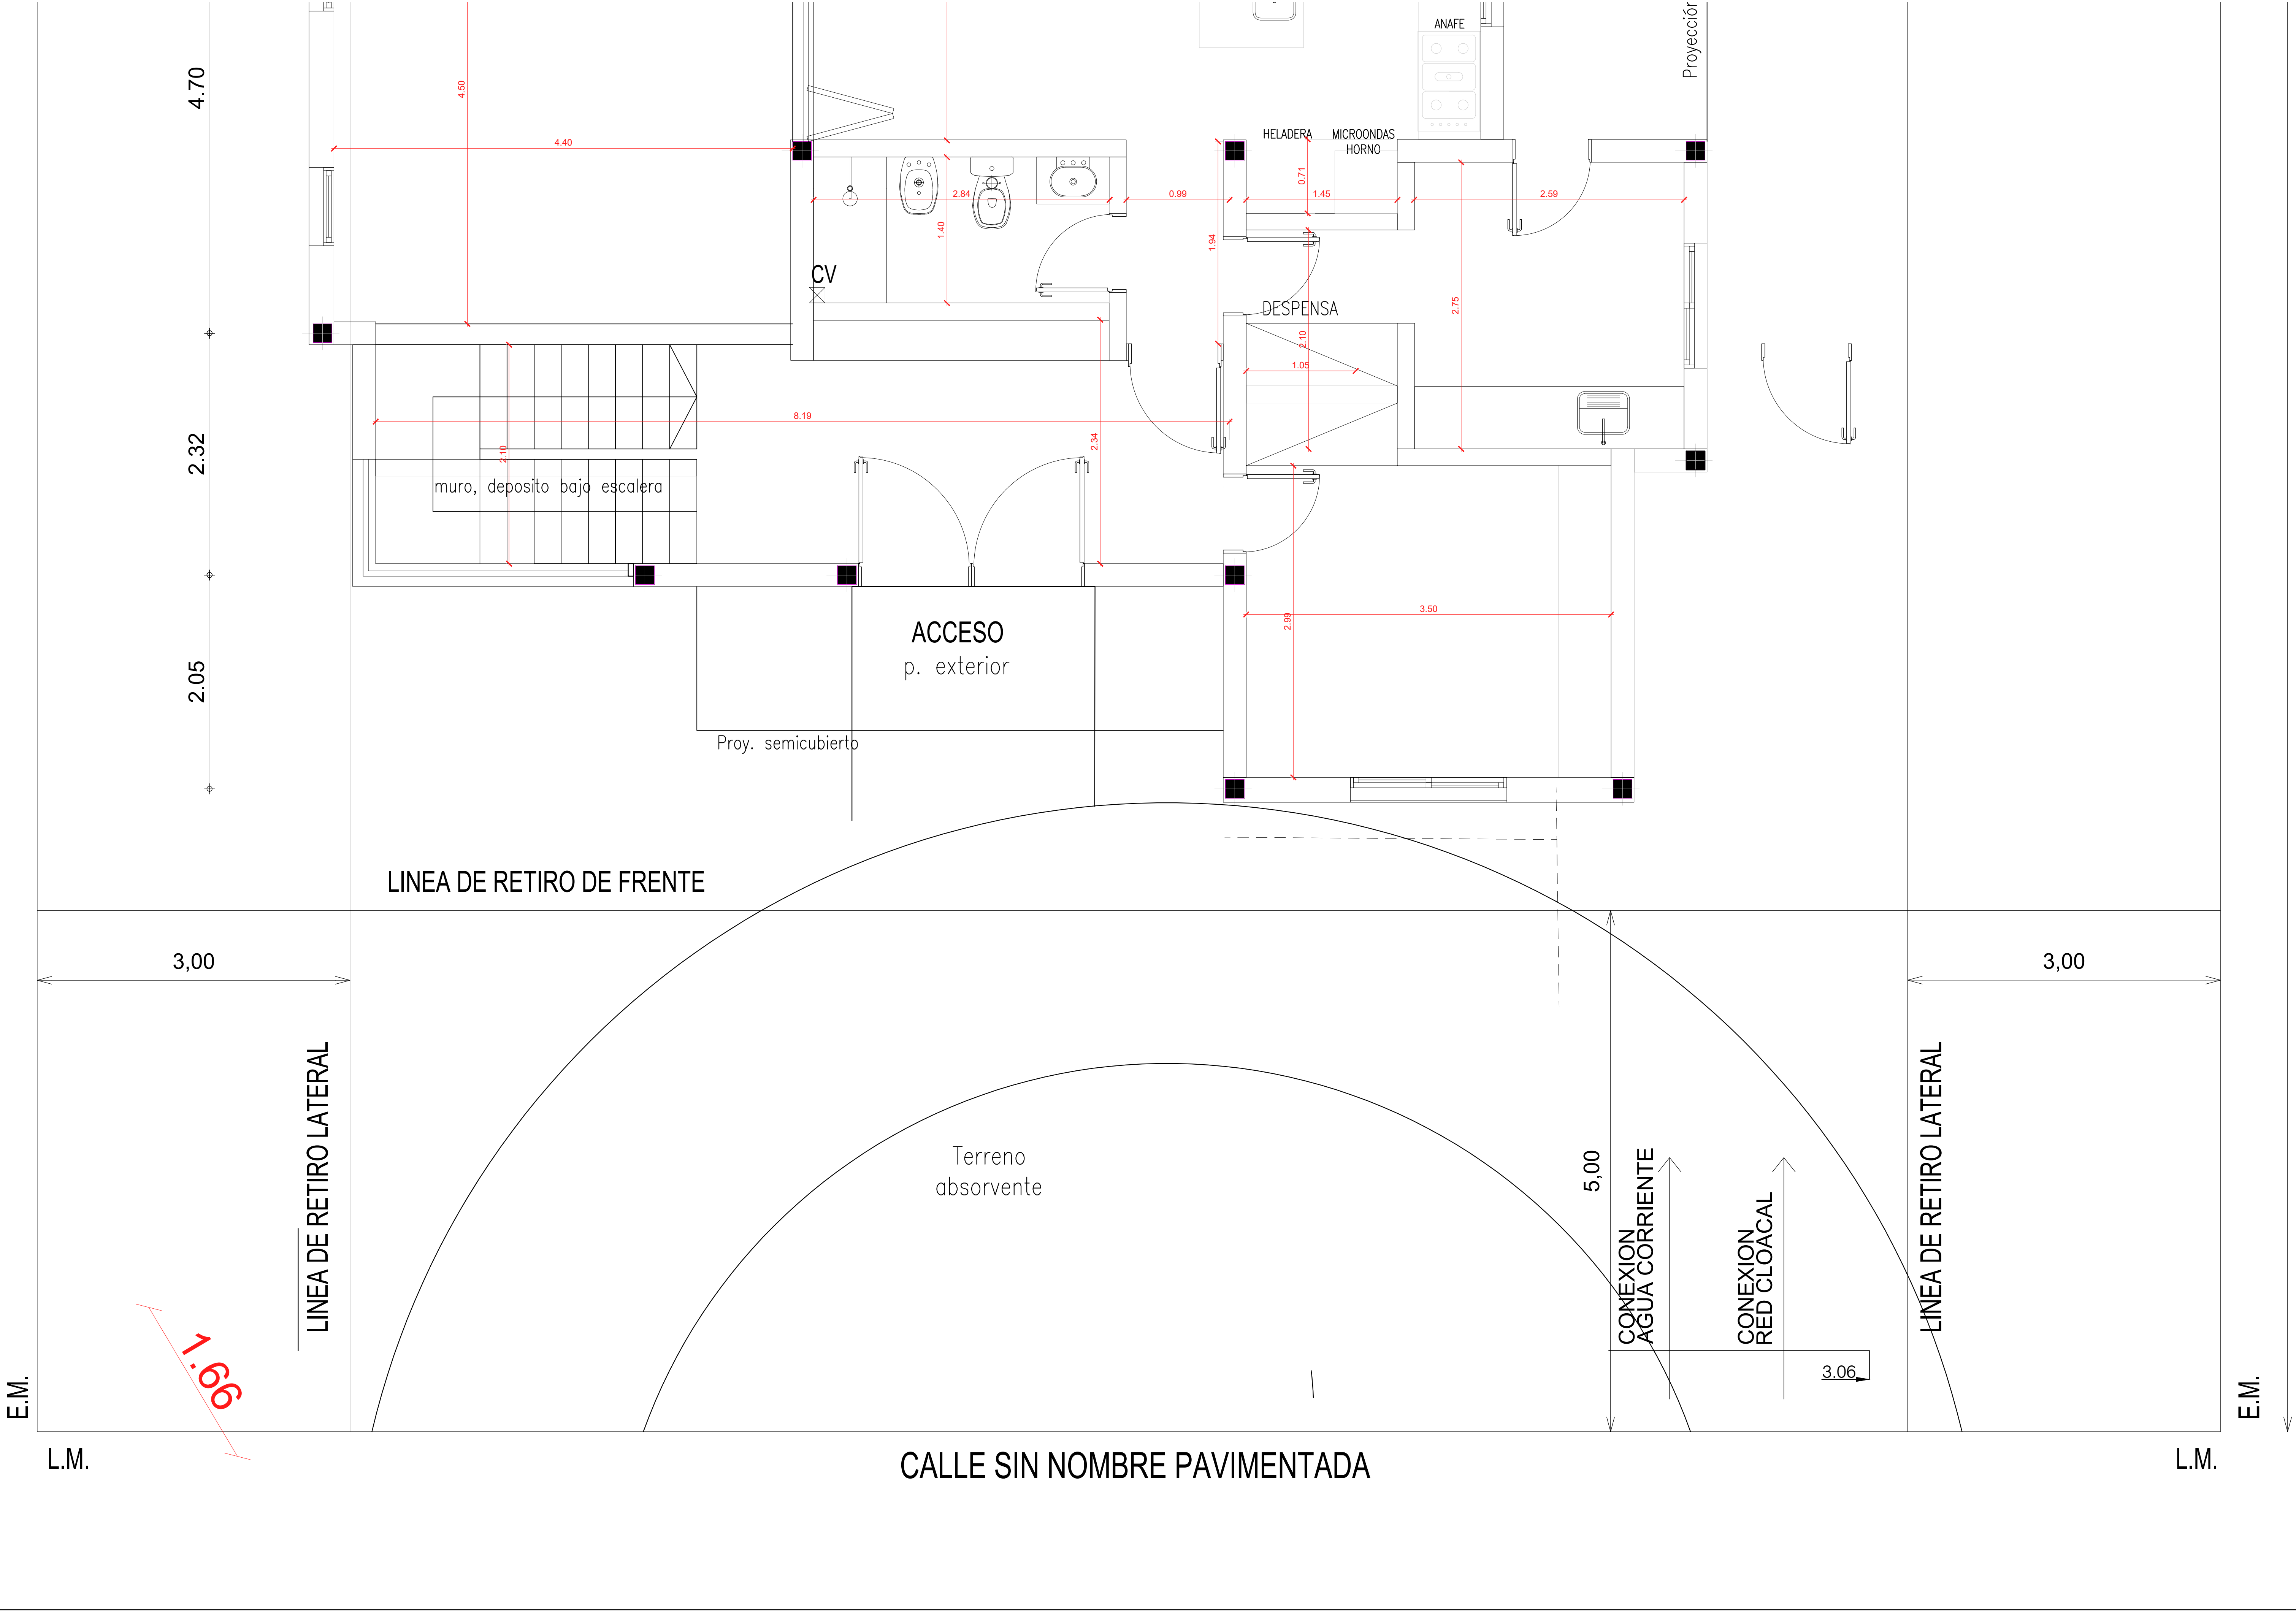 ANAFE
Proyección
4.70
4.50
4.40
HELADERA
MICROONDAS
HORNO
0.71
2.84
0.99
1.45
2.59
1.40
1.94
CV
DESPENSA
2.75
2.10
1.05
8.19
2.32
2.10
2.34
muro, deposito bajo escalera
3.50
2.99
ACCESO
p. exterior
2.05
Proy. semicubierto
LINEA DE RETIRO DE FRENTE
3,00
3,00
LINEA DE RETIRO LATERAL
LINEA DE RETIRO LATERAL
Terreno
absorvente
5,00
CONEXION
AGUA CORRIENTE
CONEXION
RED CLOACAL
1.66
3.06
E.M.
E.M.
L.M.
CALLE SIN NOMBRE PAVIMENTADA
L.M.